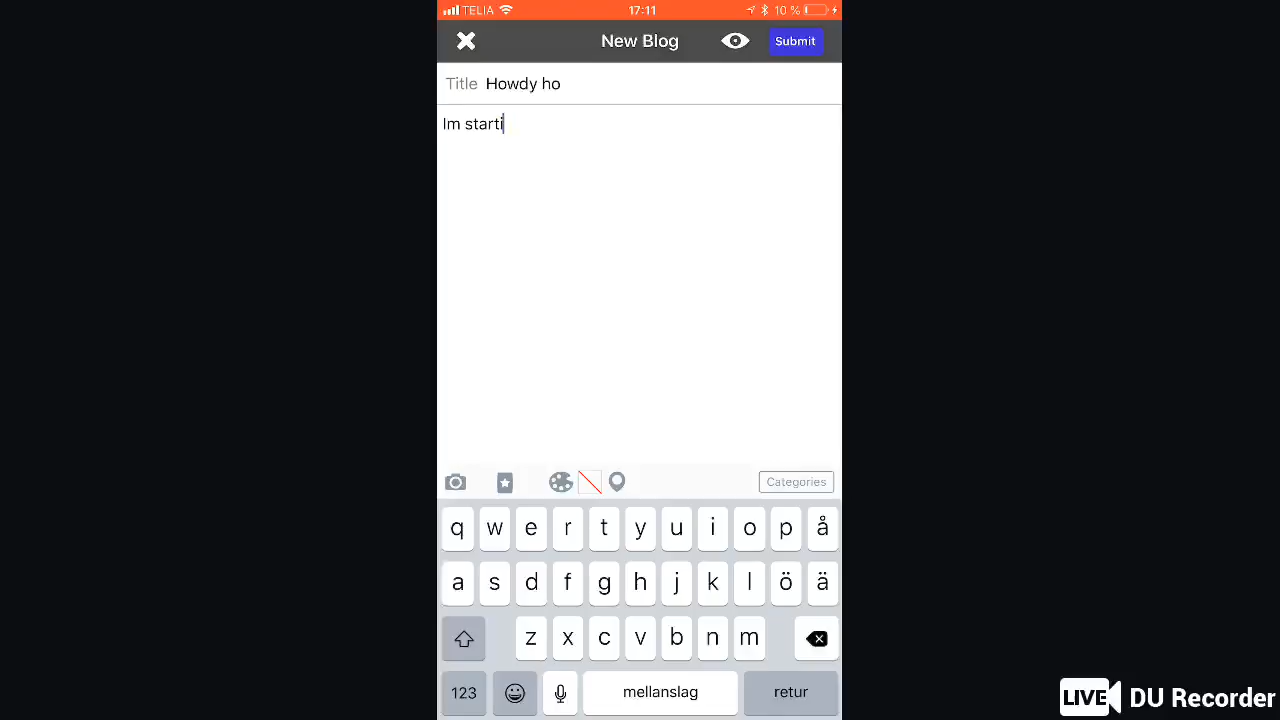 TELIA 17:11 10 %
New Blog Submit
Title Howdy ho
Im starti
Categories
q w e r t y u i o p å
a s d f g h j k l ö ä
z x c v b n m
123 mellanslag retur
LIVE DU Recorder